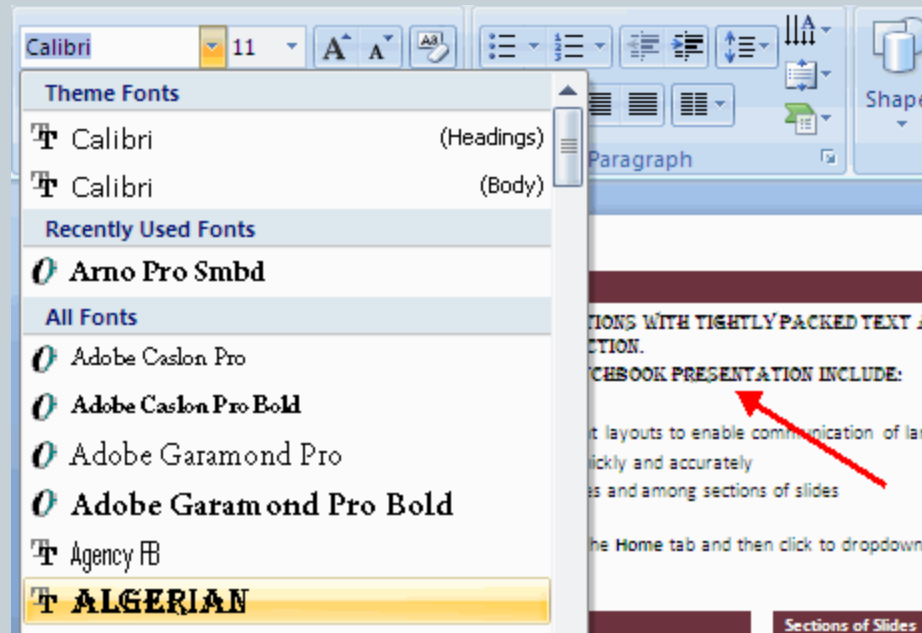 Calibri 11
Theme Fonts
Calibri (Headings)
Calibri (Body)
Recently Used Fonts
Arno Pro Smbd
All Fonts
Adobe Caslon Pro
Adobe Caslon Pro Bold
Adobe Garamond Pro
Adobe Garamond Pro Bold
Agency FB
ALGERIAN
Shape
Paragraph
IONS WITH TIGHTLY PACKED TEXT
CTION.
CHBOOK PRESENTATION INCLUDE:
t layouts to enable communication of lar
ickly and accurately
es and among sections of slides
he Home tab and then click to dropdown
Sections of Slides